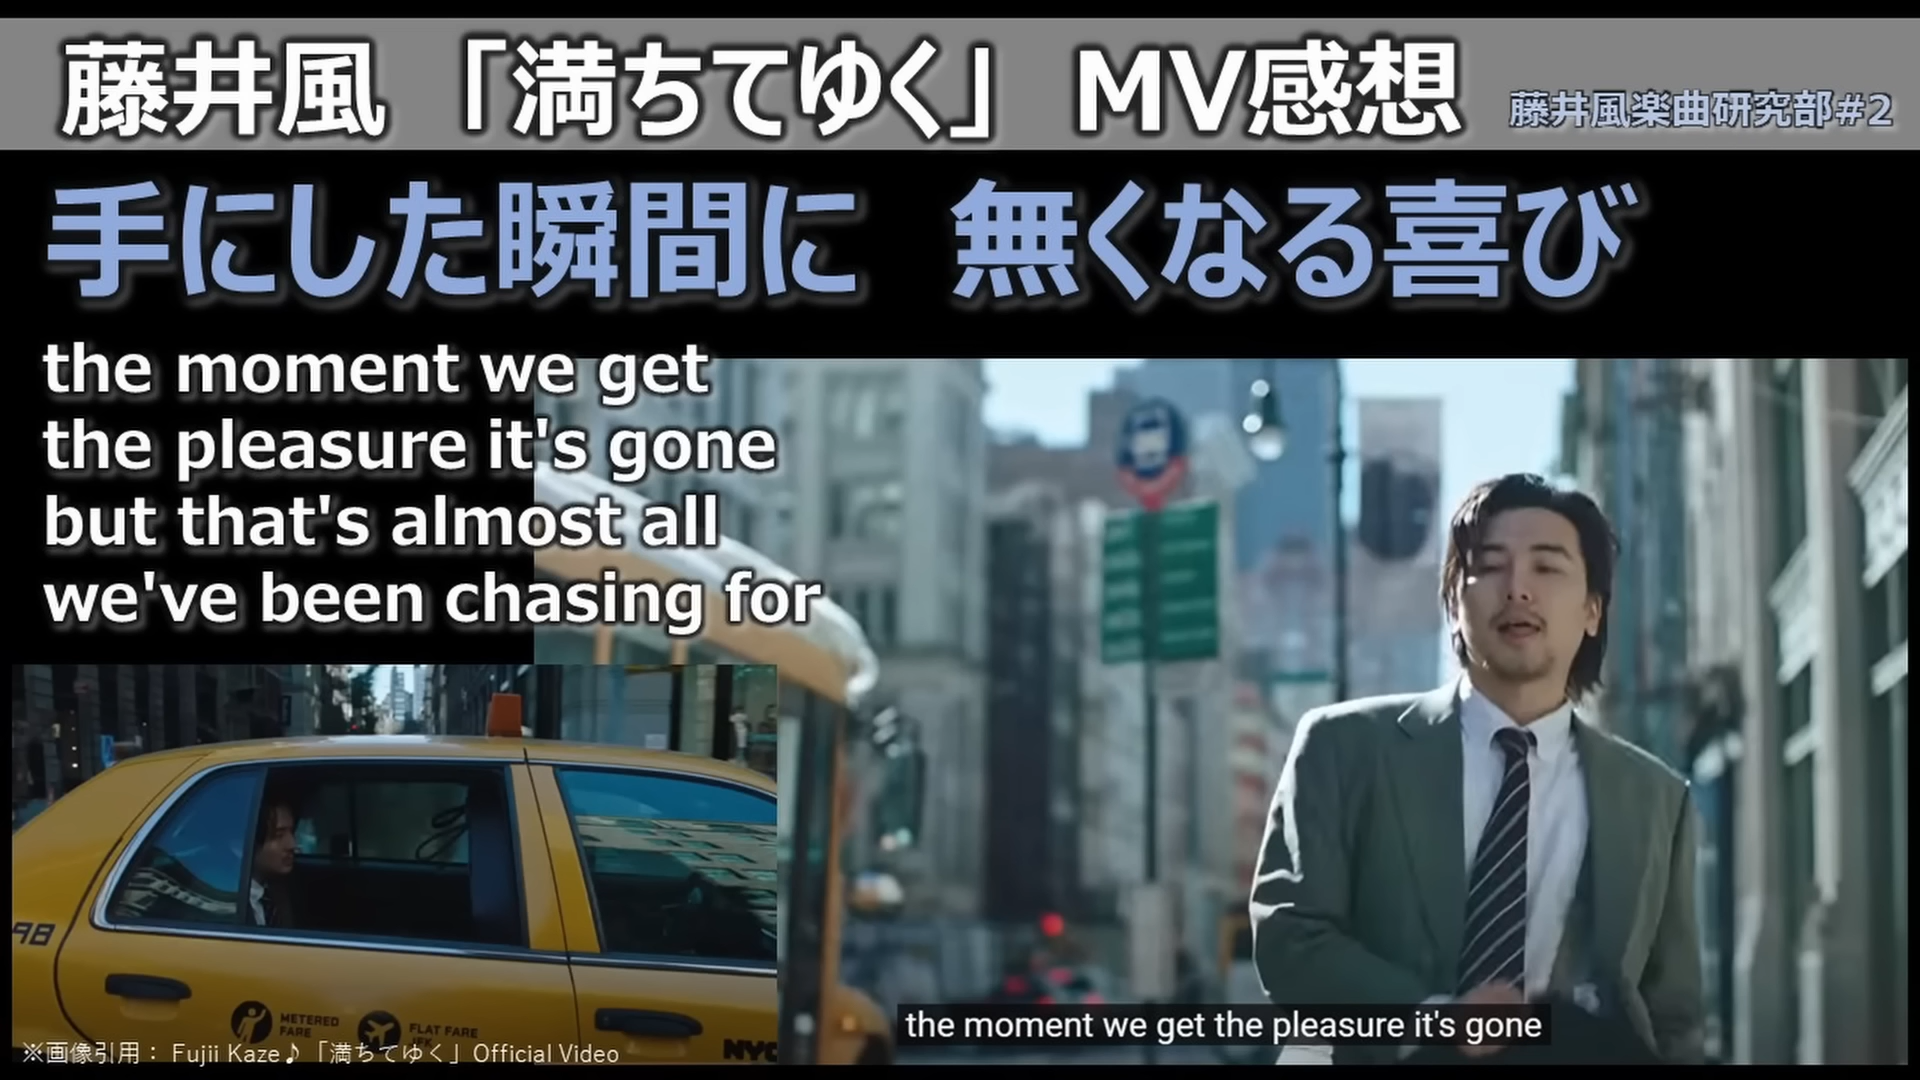 藤井風 「満ちてゆく」 MV感想
藤井風楽曲研究部#2
手にした瞬間に 無くなる喜び
the moment we get
the pleasure it's gone
but that's almost all
we've been chasing for
98
METERED
FARE
FLAT FARE
JFK
NYC
the moment we get the pleasure it's gone
※画像引用： Fujii Kaze♪「満ちてゆく」Official Video